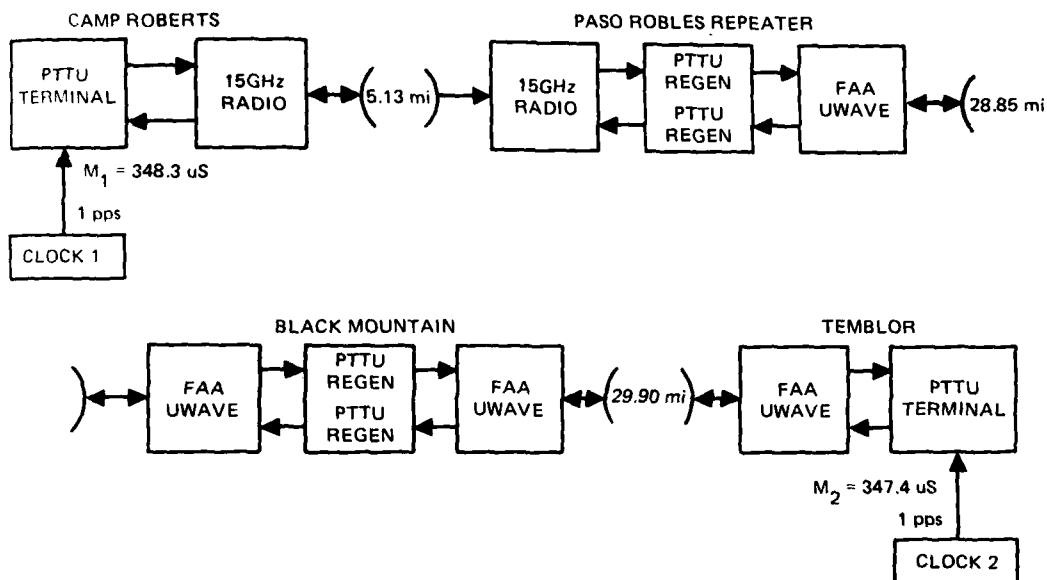 CAMP ROBERTS
PASO ROBLES REPEATER
PTTU
TERMINAL
15GHz
RADIO
5.13 mi
15GHz
RADIO
PTTU
REGEN
PTTU
REGEN
FAA
UWAVE
28.85 mi
M1 = 348.3 uS
1 pps
CLOCK 1
BLACK MOUNTAIN
TEMBLOR
FAA
UWAVE
PTTU
REGEN
PTTU
REGEN
FAA
UWAVE
29.90 mi
FAA
UWAVE
PTTU
TERMINAL
M2 = 347.4 uS
1 pps
CLOCK 2